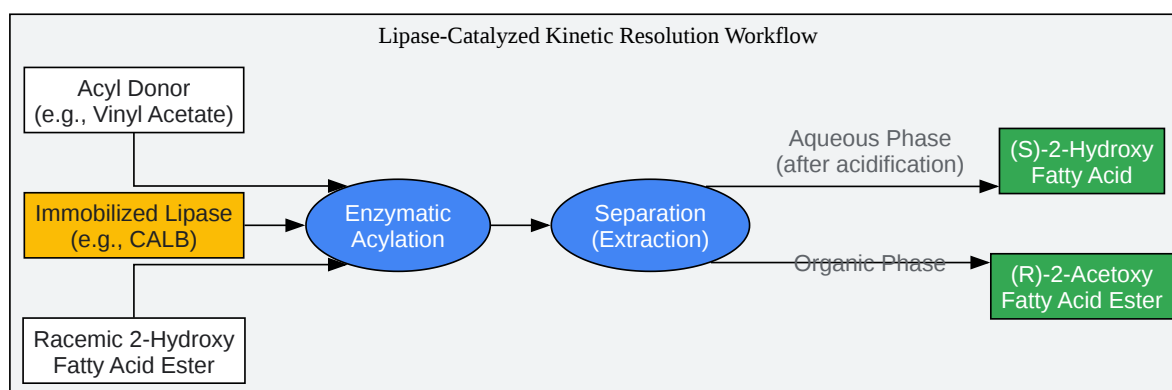 Lipase-Catalyzed Kinetic Resolution Workflow
Acyl Donor
(e.g., Vinyl Acetate)
Immobilized Lipase
(e.g., CALB)
Racemic 2-Hydroxy
Fatty Acid Ester
Enzymatic
Acylation
Separation
(Extraction)
Aqueous Phase
(after acidification)
Organic Phase
(S)-2-Hydroxy
Fatty Acid
(R)-2-Acetoxy
Fatty Acid Ester